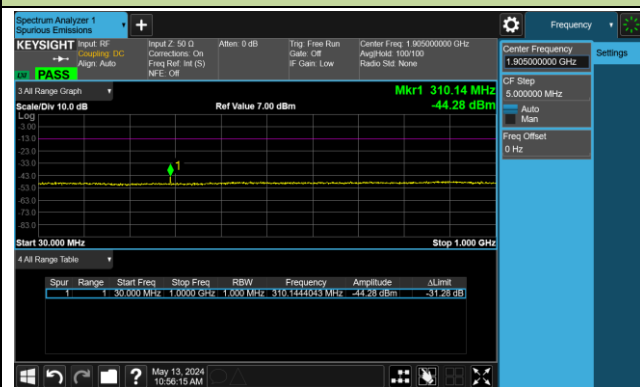 Spectrum Analyzer 1
Spurious Emissions
Frequency
KEYSIGHT
Input: RF
Coupling: DC
Align: Auto
Input Z: 50 Ω
Corrections: On
Freq Ref: Int (S)
NFE: Off
Atten: 0 dB
Trig: Free Run
Gate: Off
IF Gain: Low
Center Freq: 1.905000000 GHz
Avg|Hold: 100/100
Radio Std: None
PASS
Center Frequency
1.905000000 GHz
Settings
CF Step
5.000000 MHz
Auto
Man
Freq Offset
0 Hz
3 All Range Graph
Mkr1 310.14 MHz
-44.28 dBm
Scale/Div 10.0 dB
Ref Value 7.00 dBm
Log
-3.00
-13.0
-23.0
-33.0
-43.0
-53.0
-63.0
-73.0
-83.0
1
Start 30.000 MHz
Stop 1.000 GHz
4 All Range Table
Spur Range Start Freq Stop Freq RBW Frequency Amplitude ΔLimit
1 1 30.000 MHz 1.0000 GHz 1.000 MHz 310.1444043 MHz -44.28 dBm -31.28 dB
May 13, 2024
10:56:15 AM